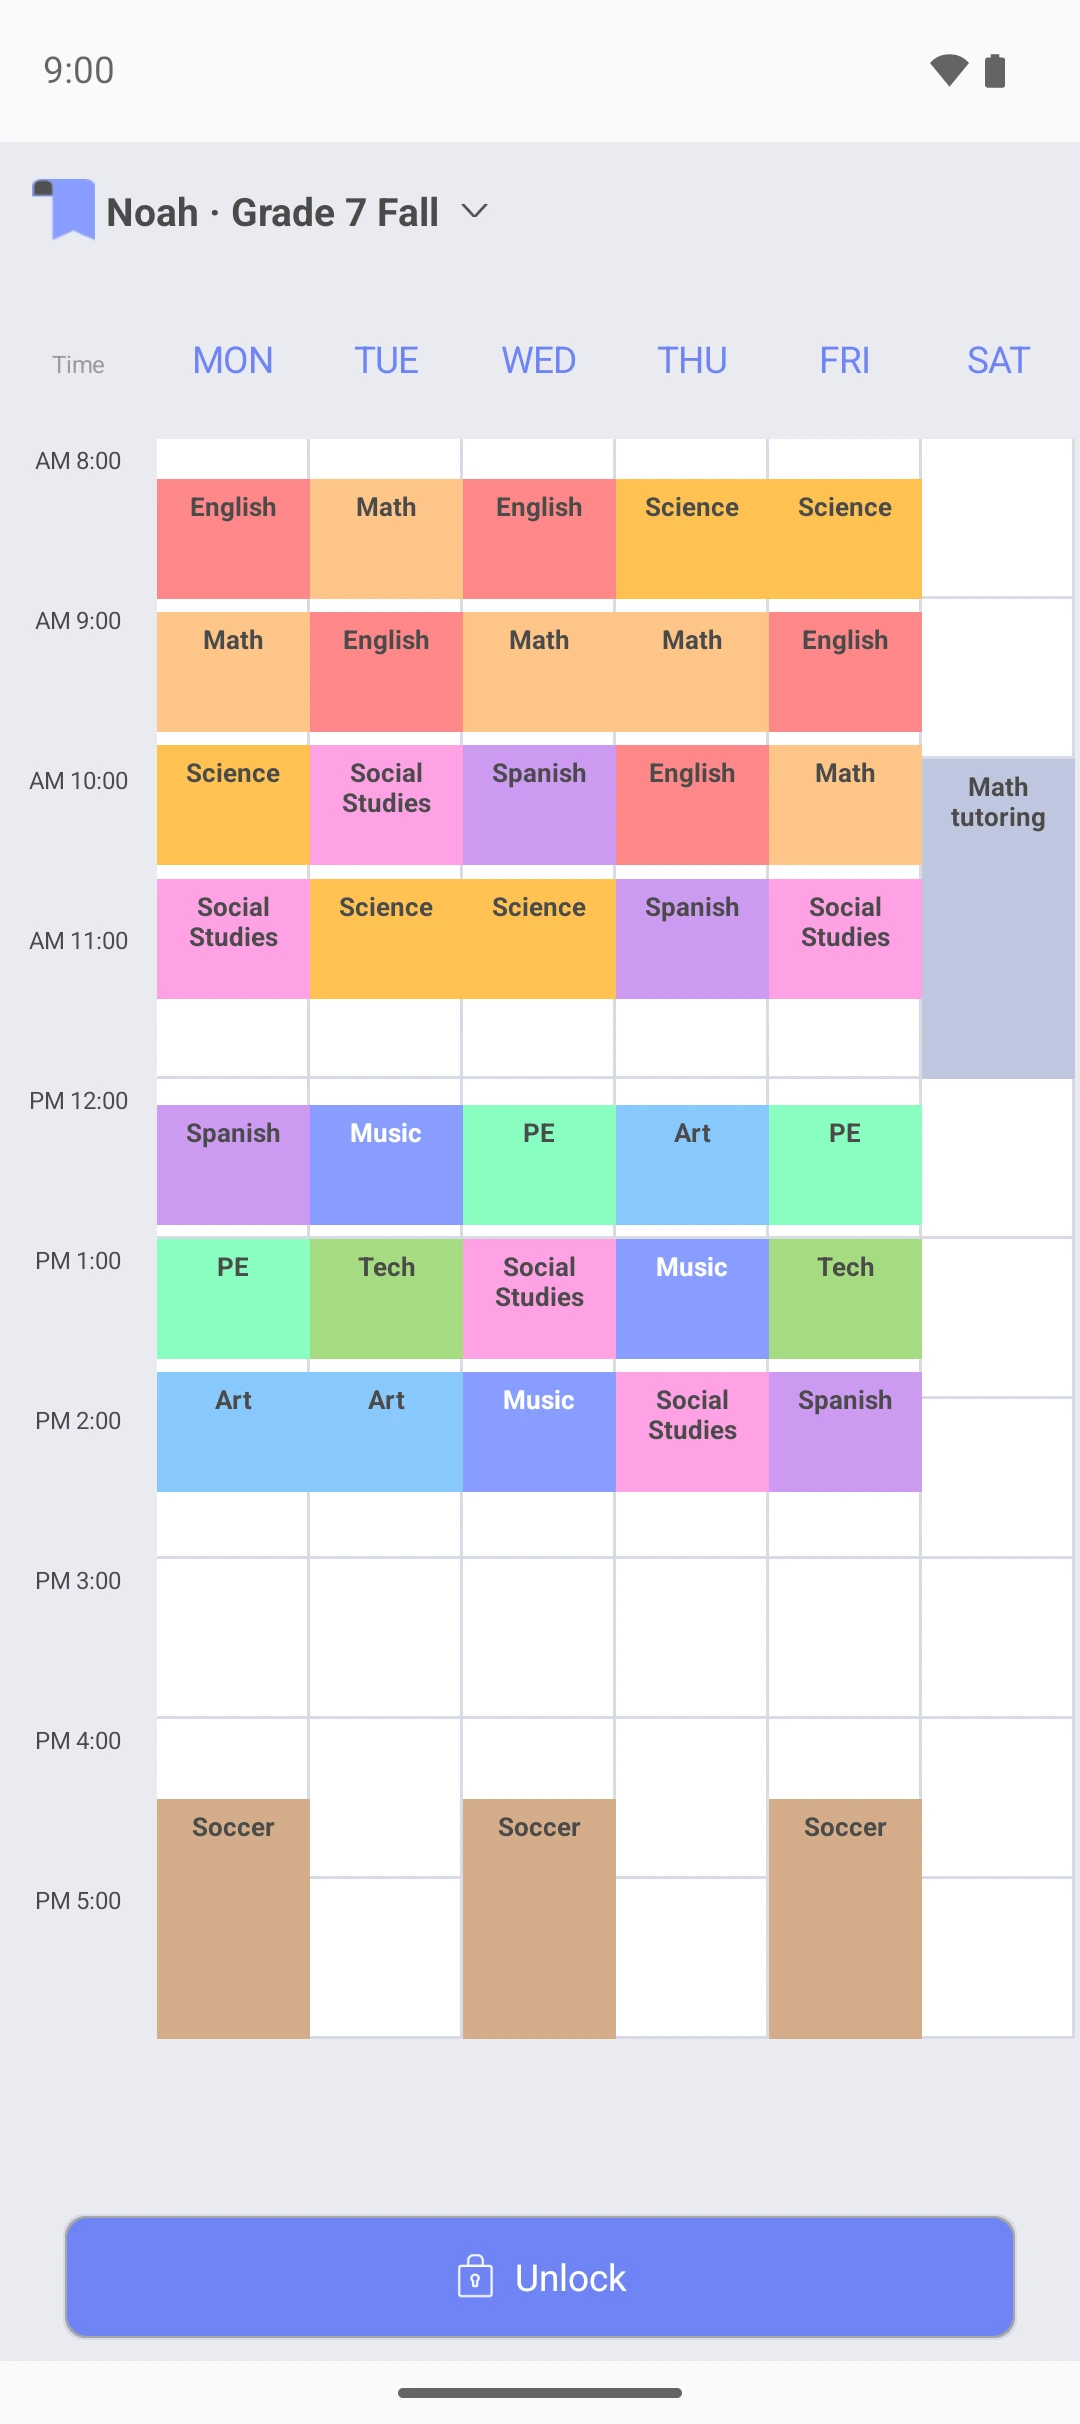 9:00
Noah · Grade 7 Fall
Time MON TUE WED THU FRI SAT
AM 8:00
English Math English Science Science
AM 9:00
Math English Math Math English
AM 10:00
Science Social Studies Spanish English Math Math tutoring
AM 11:00
Social Studies Science Science Spanish Social Studies
PM 12:00
Spanish Music PE Art PE
PM 1:00
PE Tech Social Studies Music Tech
PM 2:00
Art Art Music Social Studies Spanish
PM 3:00
PM 4:00
Soccer Soccer Soccer
PM 5:00
Unlock